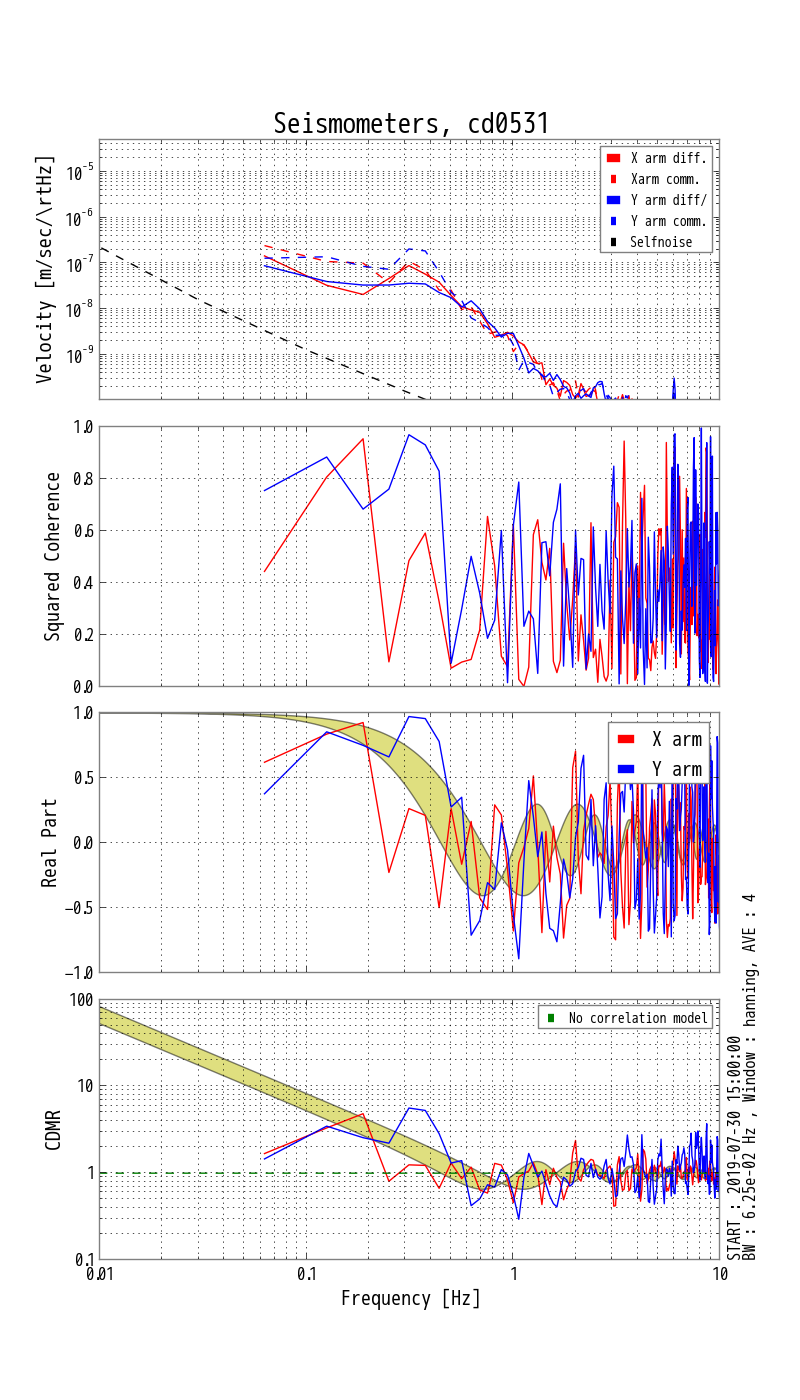 Seismometers, cd0531
Velocity [m/sec/\rtHz]
10^-5
10^-6
10^-7
10^-8
10^-9
X arm diff.
Xarm comm.
Y arm diff/
Y arm comm.
Selfnoise
Squared Coherence
1.0
0.8
0.6
0.4
0.2
0.0
Real Part
1.0
0.5
0.0
−0.5
−1.0
X arm
Y arm
CDMR
100
10
1
0.1
No correlation model
0.01
0.1
1
10
Frequency [Hz]
START : 2019-07-30 15:00:00
BW : 6.25e-02 Hz , Window : hanning, AVE : 4